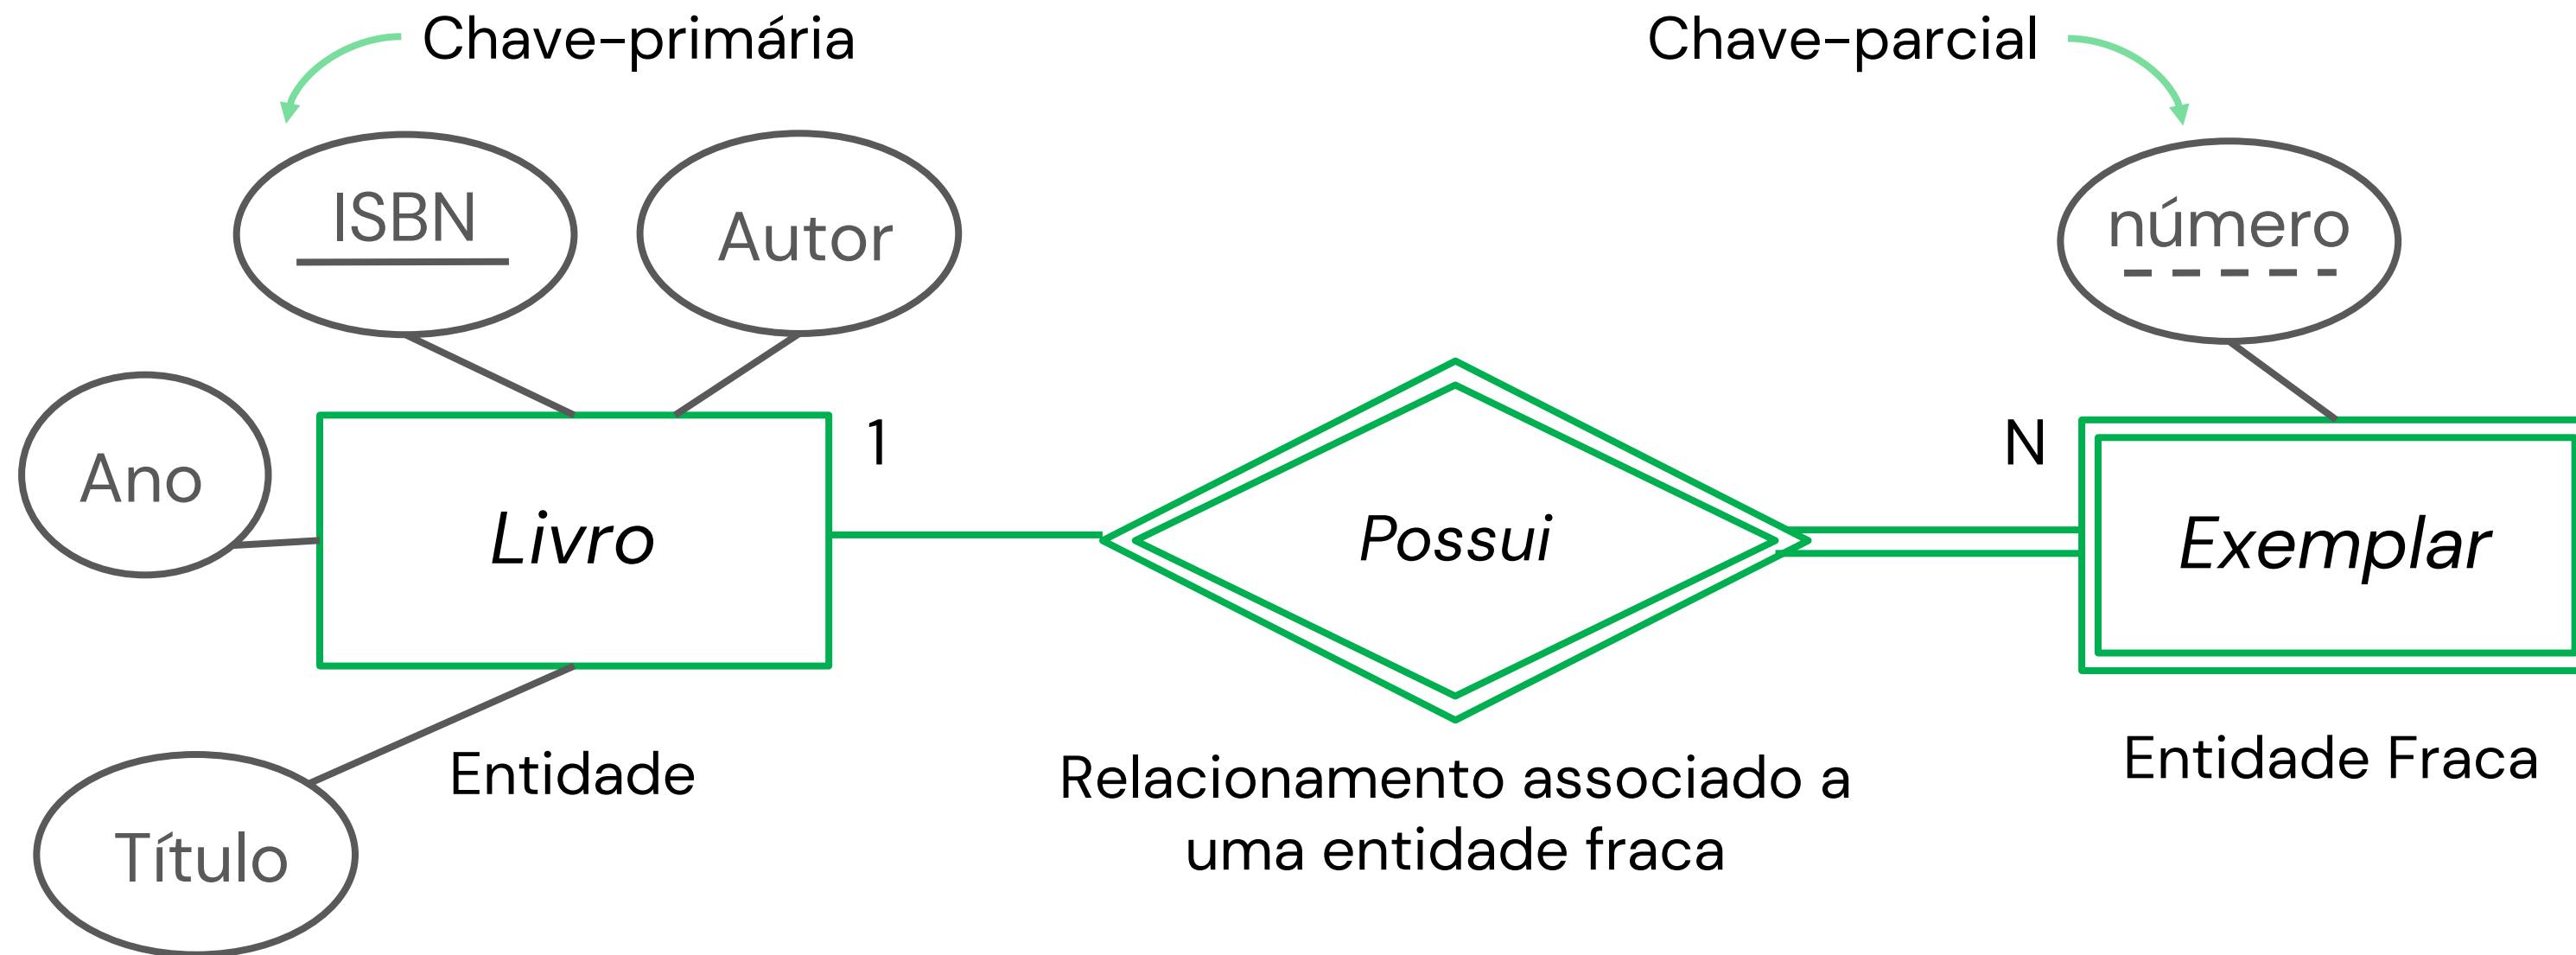 Chave-primária
Chave-parcial
ISBN
Autor
número
Ano
1
N
Livro
Possui
Exemplar
Entidade
Relacionamento associado a
uma entidade fraca
Entidade Fraca
Título